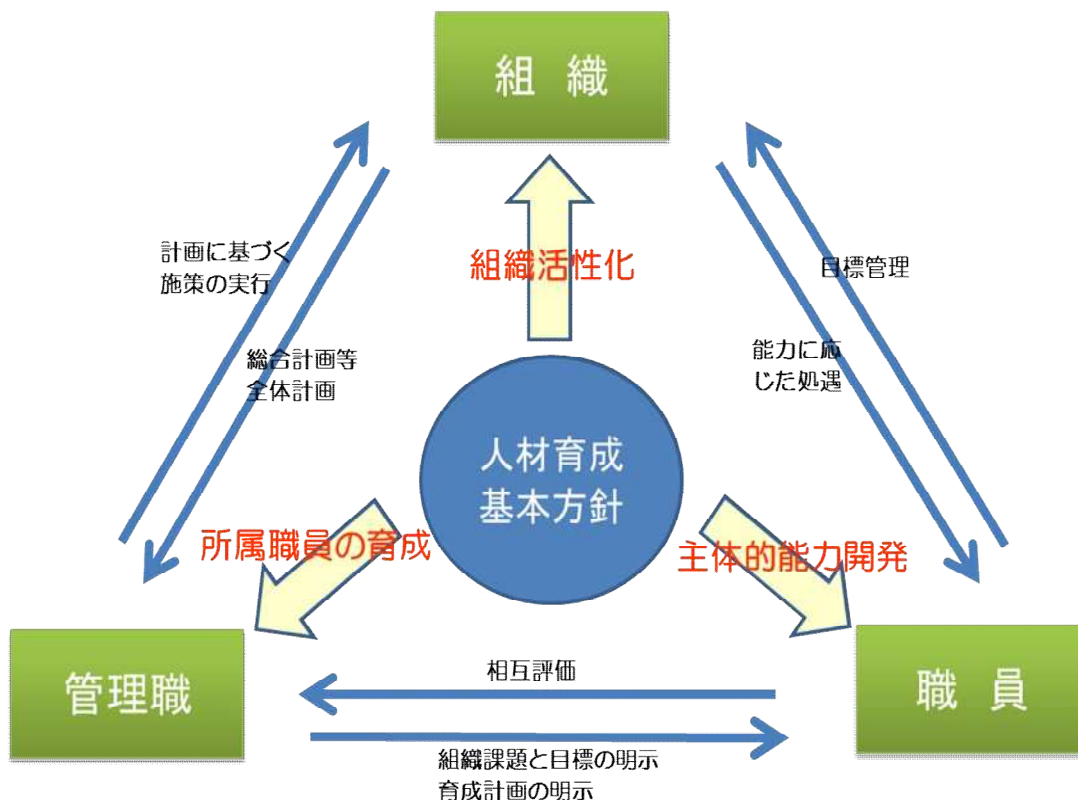 組 織
計画に基づく
施策の実行
組織活性化
目標管理
総合計画等
全体計画
能力に応
じた処遇
人材育成
基本方針
所属職員の育成
主体的能力開発
管理職
相互評価
職 員
組織課題と目標の明示
育成計画の明示